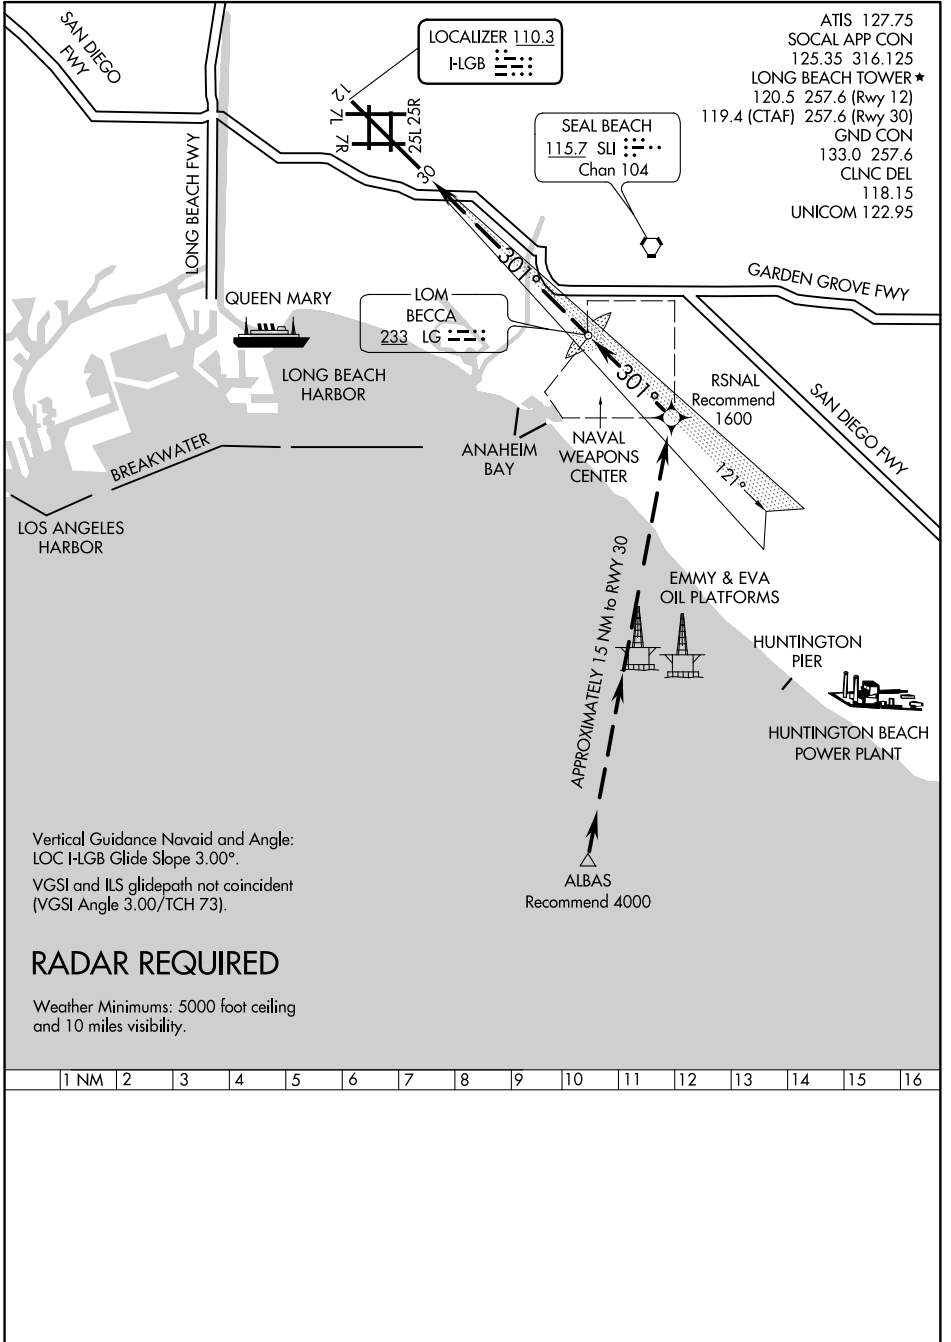 SAN DIEGO
FWY
LOCALIZER 110.3
I-LGB
ATIS 127.75
SOCAL APP CON
125.35 316.125
LONG BEACH TOWER★
120.5 257.6 (Rwy 12)
119.4 (CTAF) 257.6 (Rwy 30)
GND CON
133.0 257.6
CLNC DEL
118.15
UNICOM 122.95
12
7L
7R
25R
25L
30
SEAL BEACH
115.7 SLI
Chan 104
LONG BEACH FWY
301°
GARDEN GROVE FWY
QUEEN MARY
LOM
BECCA
233 LG
LONG BEACH
HARBOR
301°
RSNAL
Recommend
1600
SAN DIEGO FWY
BREAKWATER
ANAHEIM
BAY
NAVAL
WEAPONS
CENTER
121°
LOS ANGELES
HARBOR
APPROXIMATELY 15 NM to RWY 30
EMMY & EVA
OIL PLATFORMS
HUNTINGTON
PIER
HUNTINGTON BEACH
POWER PLANT
Vertical Guidance Navaid and Angle:
LOC I-LGB Glide Slope 3.00°.
VGSI and ILS glidepath not coincident
(VGSI Angle 3.00/TCH 73).
ALBAS
Recommend 4000
RADAR REQUIRED
Weather Minimums: 5000 foot ceiling
and 10 miles visibility.
1 NM 2 3 4 5 6 7 8 9 10 11 12 13 14 15 16